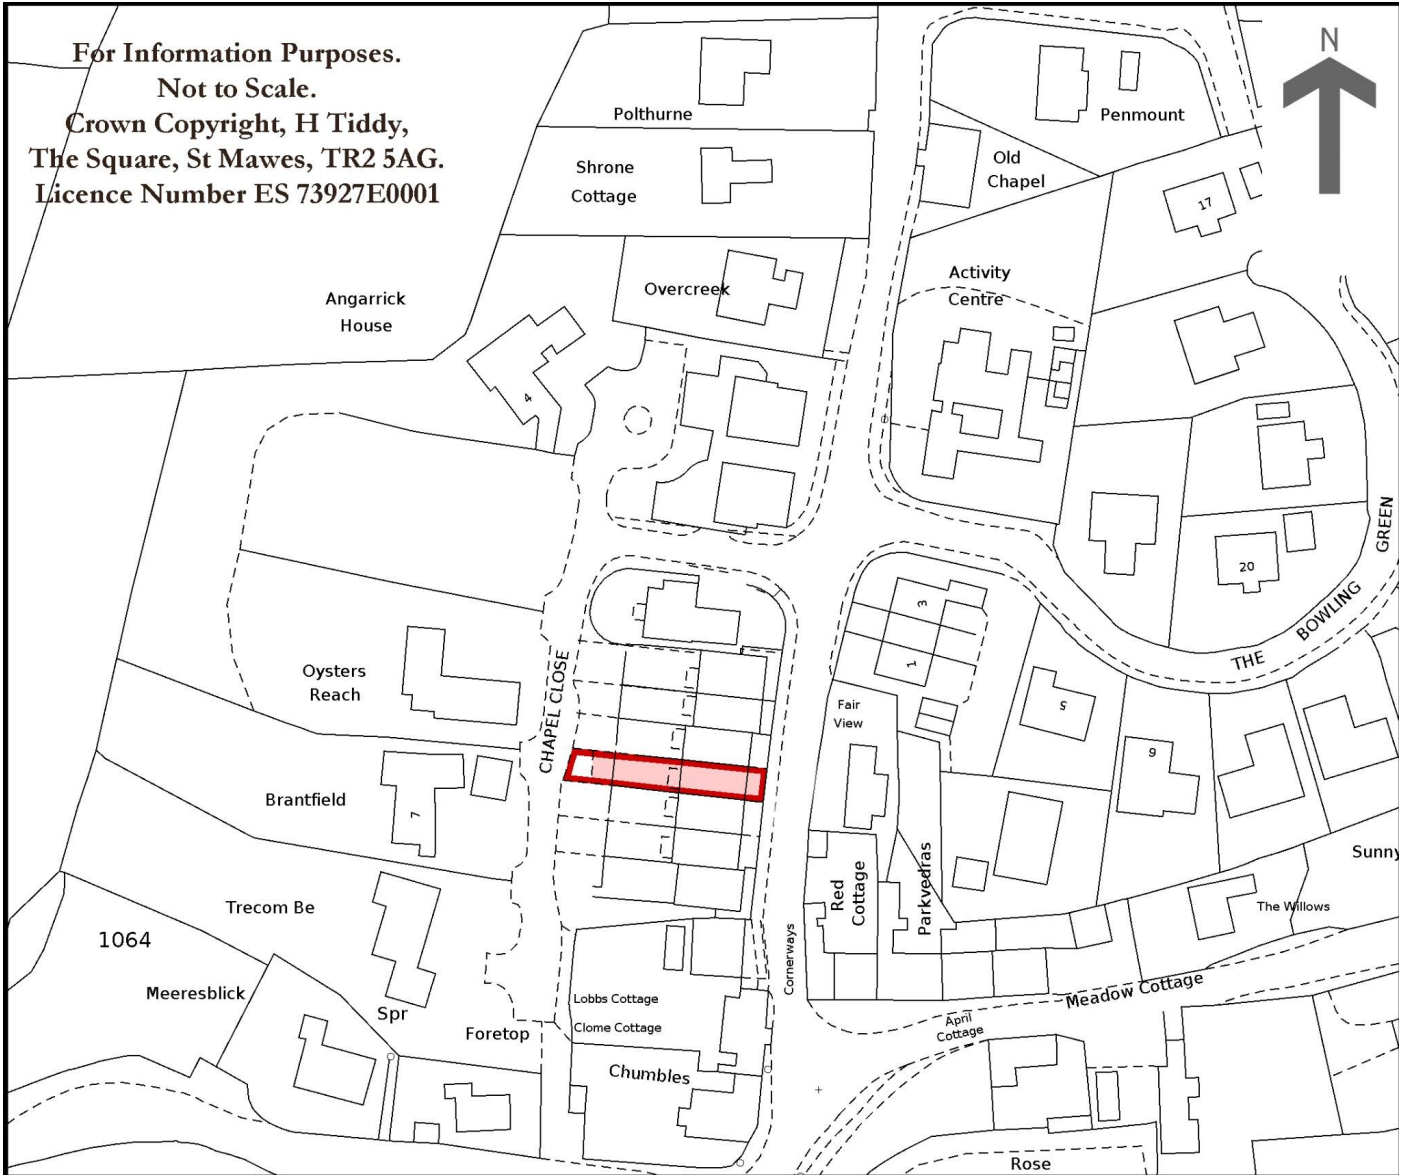 For Information Purposes.
Not to Scale.
Crown Copyright, H Tiddy,
The Square, St Mawes, TR2 5AG.
Licence Number ES 73927E0001
N
Polthurne
Penmount
Shrone
Cottage
Old
Chapel
17
Angarrick
House
Overcreek
Activity
Centre
4
GREEN
20
BOWLING
THE
3
1
Oysters
Reach
CHAPEL CLOSE
Fair
View
5
6
Brantfield
7
Red
Cottage
Parkvedras
Sunny
Trecom Be
The Willows
1064
Cornerways
Meeresblick
Spr
Foretop
Lobbs Cottage
Clome Cottage
Meadow Cottage
April
Cottage
Chumbles
Rose